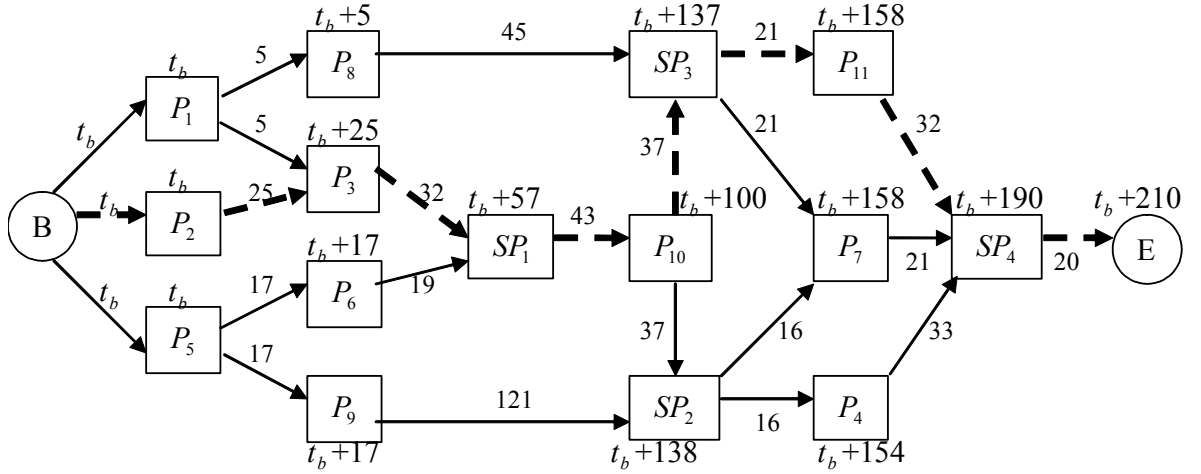 t_b+5
t_b+137
t_b+158
45
21
P_8
SP_3
P_11
t_b
5
P_1
t_b
5
t_b+25
21
32
37
t_b
25
P_3
32
t_b+57
t_b+100
t_b+158
t_b+190
t_b+210
B
t_b
P_2
43
SP_1
P_10
P_7
21
SP_4
20
E
t_b+17
t_b
t_b
17
P_6
19
37
16
33
P_5
17
121
P_9
SP_2
16
P_4
t_b+17
t_b+138
t_b+154